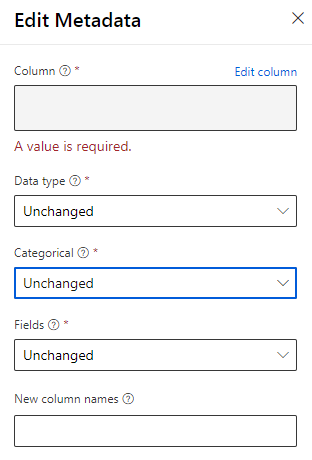 Edit Metadata
Column * Edit column
A value is required.
Data type *
Unchanged
Categorical *
Unchanged
Fields *
Unchanged
New column names